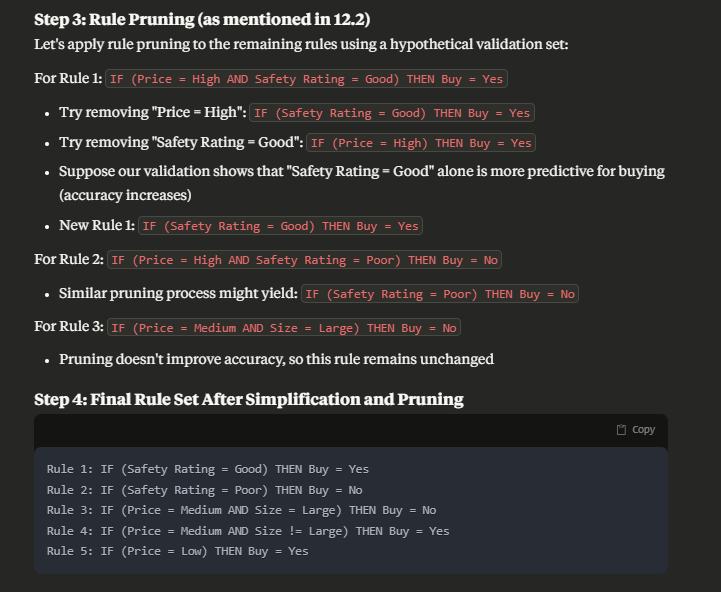 Step 3: Rule Pruning (as mentioned in 12.2)
Let's apply rule pruning to the remaining rules using a hypothetical validation set:
For Rule 1: IF (Price = High AND Safety Rating = Good) THEN Buy = Yes
• Try removing "Price = High": IF (Safety Rating = Good) THEN Buy = Yes
• Try removing "Safety Rating = Good": IF (Price = High) THEN Buy = Yes
• Suppose our validation shows that "Safety Rating = Good" alone is more predictive for buying
(accuracy increases)
• New Rule 1: IF (Safety Rating = Good) THEN Buy = Yes
For Rule 2: IF (Price = High AND Safety Rating = Poor) THEN Buy = No
• Similar pruning process might yield: IF (Safety Rating = Poor) THEN Buy = No
For Rule 3: IF (Price = Medium AND Size = Large) THEN Buy = No
• Pruning doesn't improve accuracy, so this rule remains unchanged
Step 4: Final Rule Set After Simplification and Pruning
Copy
Rule 1: IF (Safety Rating = Good) THEN Buy = Yes
Rule 2: IF (Safety Rating = Poor) THEN Buy = No
Rule 3: IF (Price = Medium AND Size = Large) THEN Buy = No
Rule 4: IF (Price = Medium AND Size != Large) THEN Buy = Yes
Rule 5: IF (Price = Low) THEN Buy = Yes